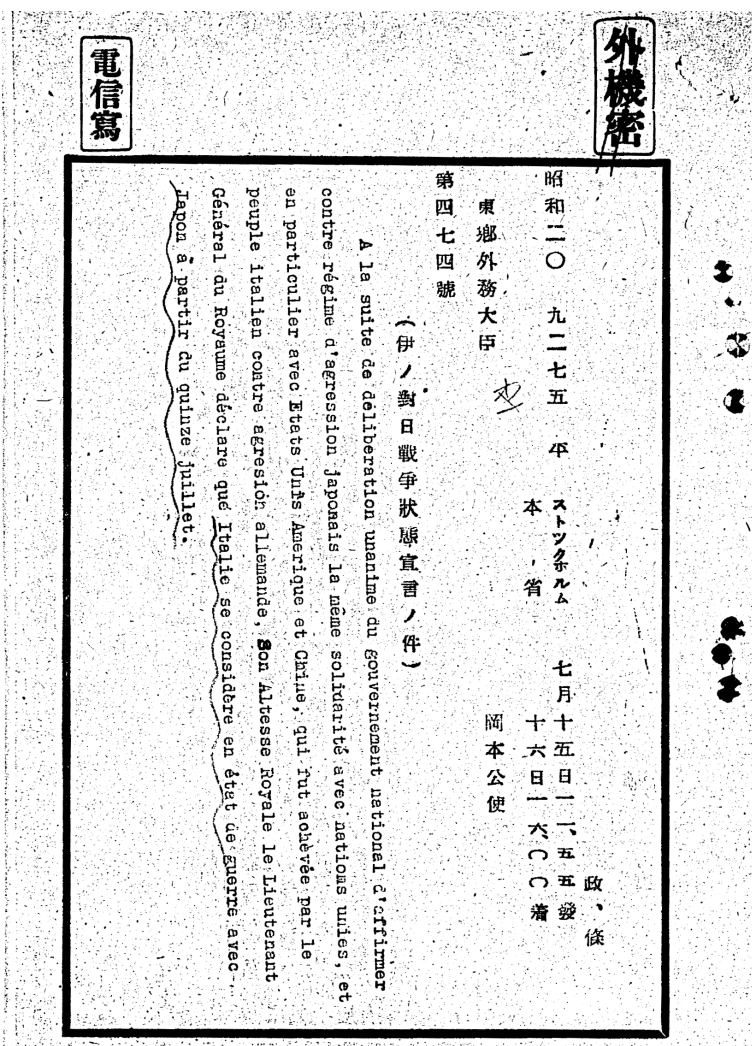 外機密
電信寫
政、條
昭和二〇 九二七五 平 ストックホルム 七月十五日一一、五五發
本 省 十六日一六、〇〇着
東鄕外務大臣 岡本公使
第四七四號
(伊ノ對日戰爭狀態宣言ノ件)
A la suite de déliberation unanime du gouvernement national d'affirmer
contre régime d'agression japonais la même solidarité avec nations unies, et
en particulier avec Etats Unis Amerique et Chine, qui fut achèvée par le
peuple italien contre agresión allemande, Son Altesse Royale le Lieutenant
Général du Royaume déclare que Italie se considère en état de guerre avec
Japon à partir du quinze juillet.